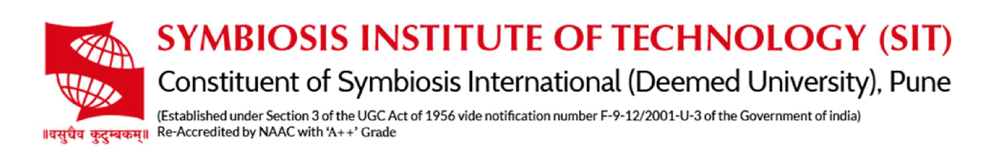 SYMBIOSIS INSTITUTE OF TECHNOLOGY (SIT)
Constituent of Symbiosis International (Deemed University), Pune
(Established under Section 3 of the UGC Act of 1956 vide notification number F-9-12/2001-U-3 of the Government of india)
Re-Accredited by NAAC with ‘A++’ Grade
॥वसुधैव कुटुम्बकम्॥